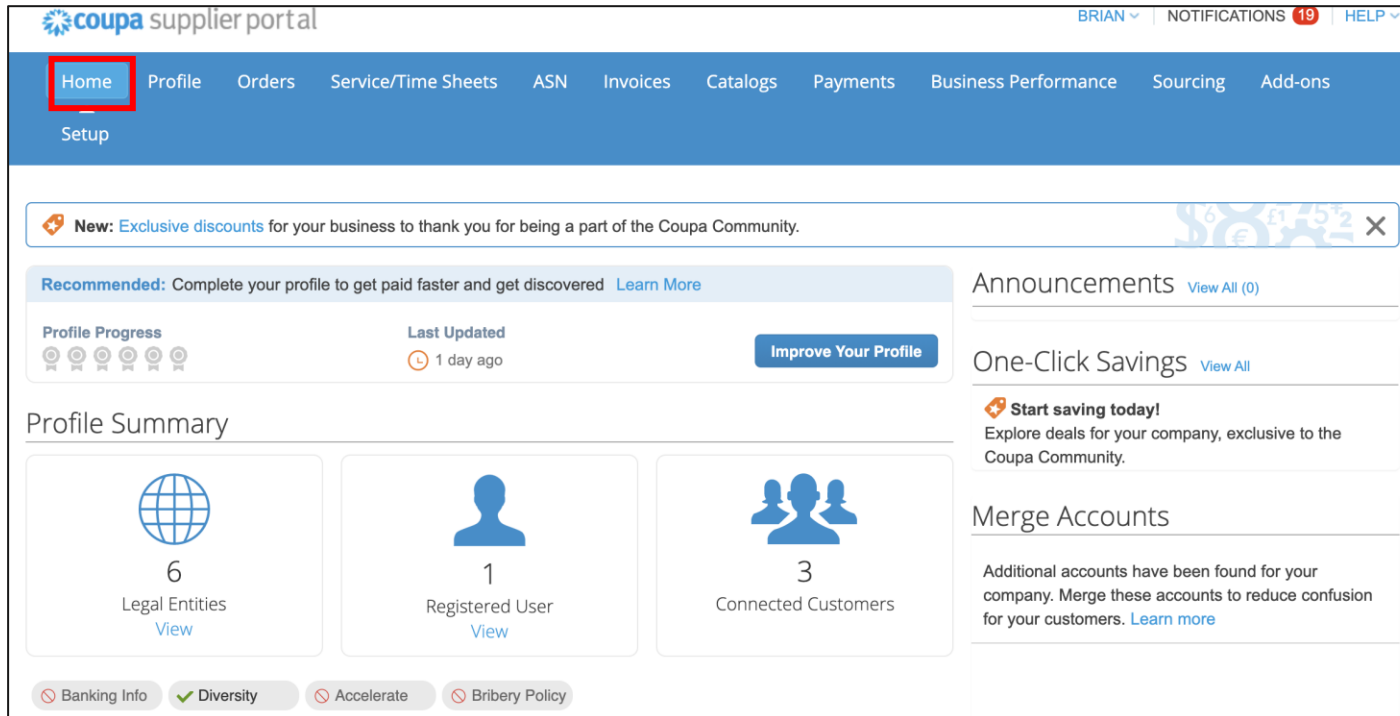 coupa supplier portal
BRIAN NOTIFICATIONS 19 HELP
Home Profile Orders Service/Time Sheets ASN Invoices Catalogs Payments Business Performance Sourcing Add-ons
Setup
New: Exclusive discounts for your business to thank you for being a part of the Coupa Community.
Recommended: Complete your profile to get paid faster and get discovered Learn More
Profile Progress
Last Updated
1 day ago
Improve Your Profile
Profile Summary
6
Legal Entities
View
1
Registered User
View
3
Connected Customers
Banking Info Diversity Accelerate Bribery Policy
Announcements View All (0)
One-Click Savings View All
Start saving today!
Explore deals for your company, exclusive to the
Coupa Community.
Merge Accounts
Additional accounts have been found for your
company. Merge these accounts to reduce confusion
for your customers. Learn more